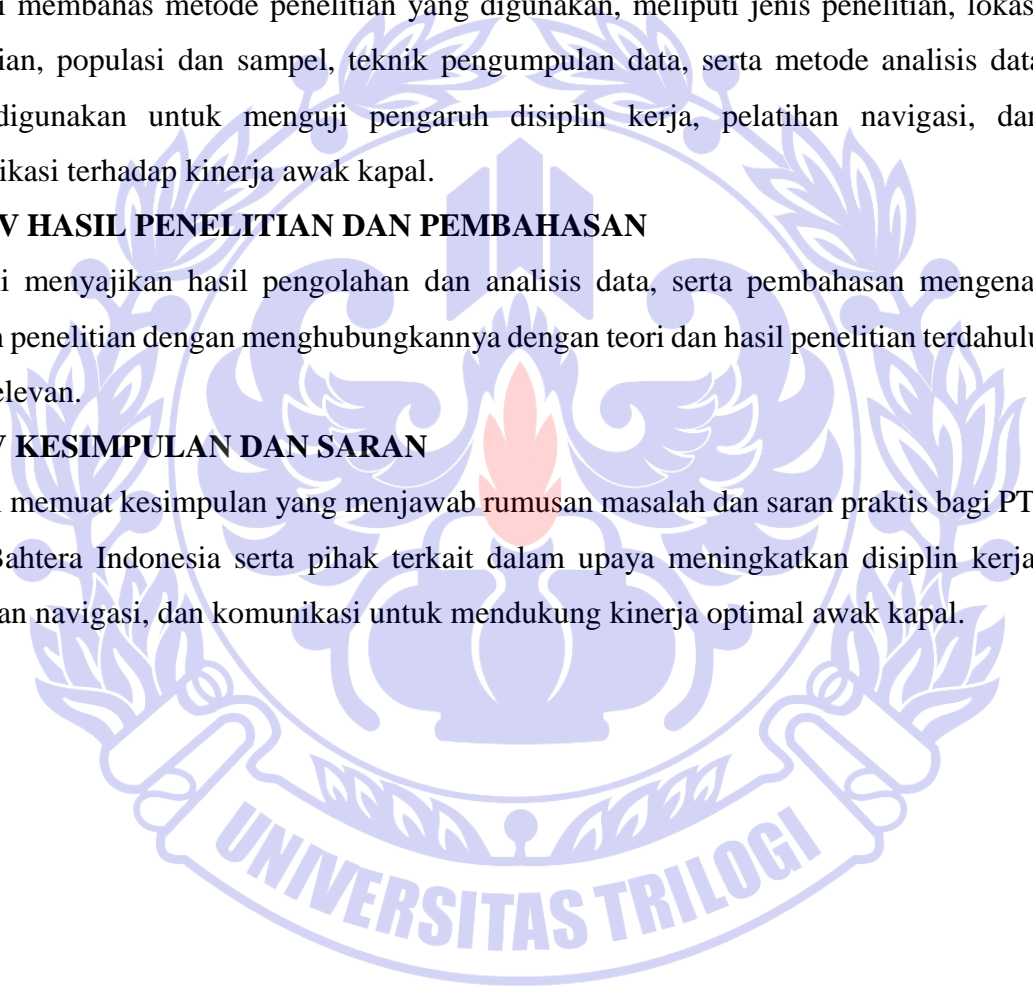 i membahas metode penelitian yang digunakan, meliputi jenis penelitian, lokas
ian, populasi dan sampel, teknik pengumpulan data, serta metode analisis data
digunakan untuk menguji pengaruh disiplin kerja, pelatihan navigasi, dan
ikasi terhadap kinerja awak kapal.
V HASIL PENELITIAN DAN PEMBAHASAN
i menyajikan hasil pengolahan dan analisis data, serta pembahasan mengena
n penelitian dengan menghubungkannya dengan teori dan hasil penelitian terdahulu
elevan.
V KESIMPULAN DAN SARAN
i memuat kesimpulan yang menjawab rumusan masalah dan saran praktis bagi PT
Bahtera Indonesia serta pihak terkait dalam upaya meningkatkan disiplin kerja
an navigasi, dan komunikasi untuk mendukung kinerja optimal awak kapal.
UNIVERSITAS TRILOGI